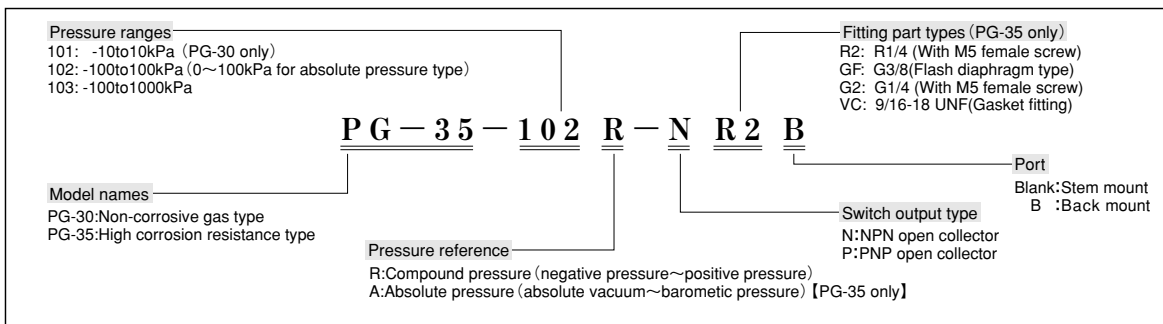 Pressure ranges
101: -10to10kPa (PG-30 only)
102: -100to100kPa (0～100kPa for absolute pressure type)
103: -100to1000kPa
Fitting part types (PG-35 only)
R2: R1/4 (With M5 female screw)
GF: G3/8(Flash diaphragm type)
G2: G1/4 (With M5 female screw)
VC: 9/16-18 UNF(Gasket fitting)
PG－35－102 R－N R2 B
Model names
PG-30:Non-corrosive gas type
PG-35:High corrosion resistance type
Pressure reference
R:Compound pressure (negative pressure～positive pressure)
A:Absolute pressure (absolute vacuum～barometic pressure)【PG-35 only】
Switch output type
N:NPN open collector
P:PNP open collector
Port
Blank:Stem mount
B :Back mount